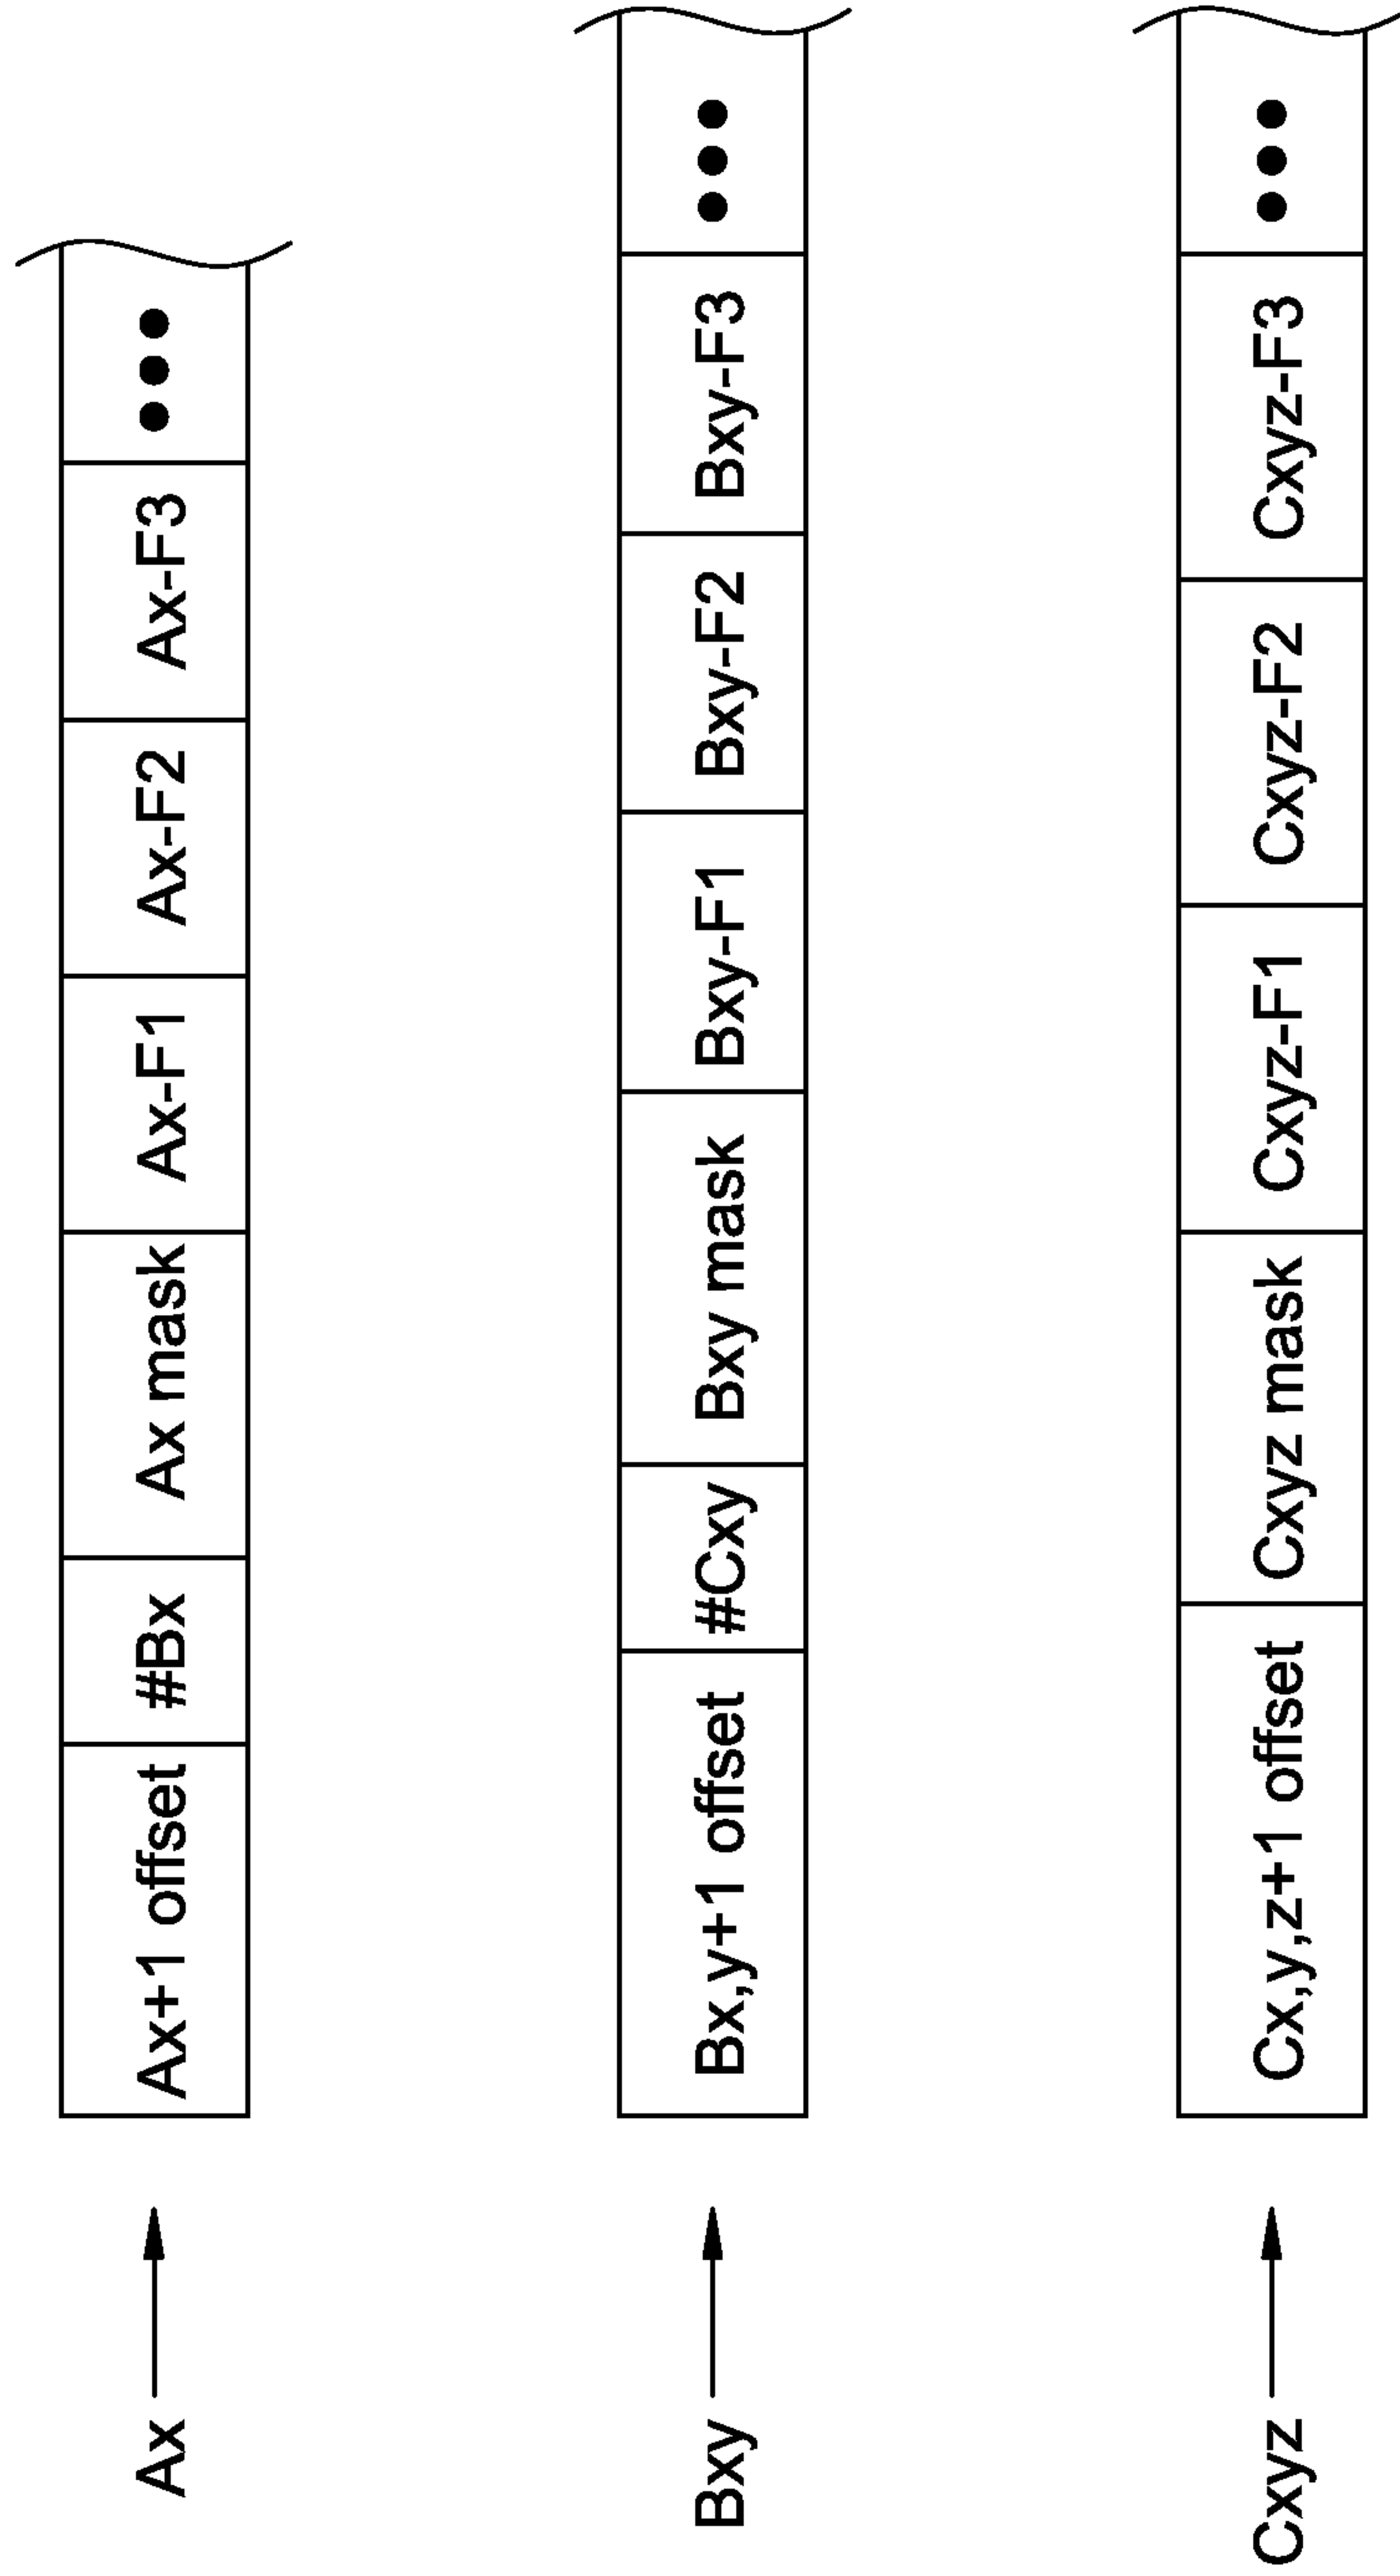 Ax Ax+1 offset #Bx Ax mask Ax-F1 Ax-F2 Ax-F3 •••
Bxy Bx,y+1 offset #Cxy Bxy mask Bxy-F1 Bxy-F2 Bxy-F3 •••
Cxyz Cx,y,z+1 offset Cxyz mask Cxyz-F1 Cxyz-F2 Cxyz-F3 •••